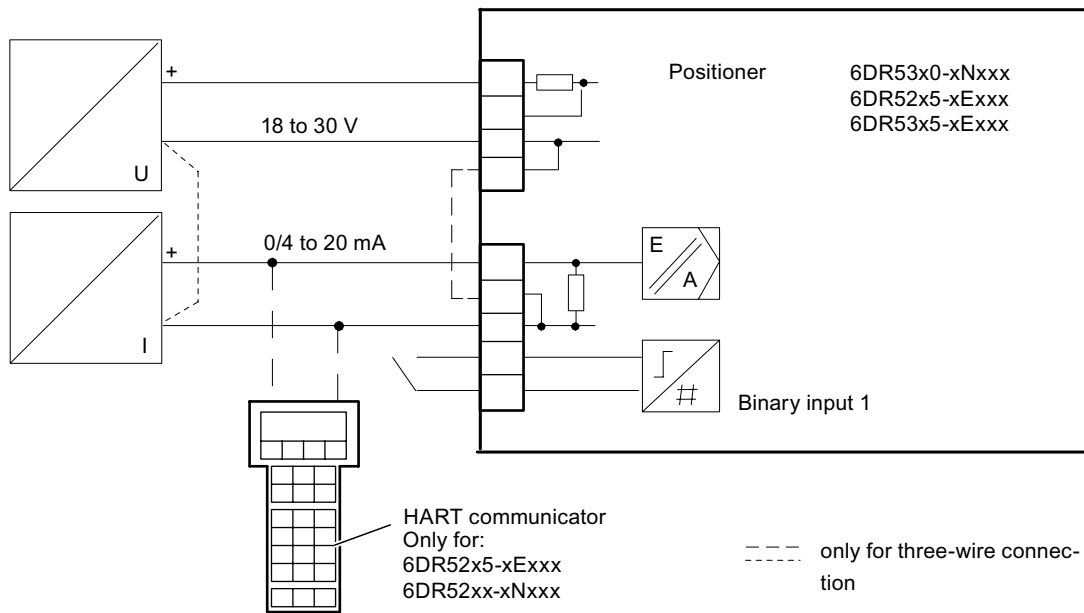 +
18 to 30 V
U
Positioner
6DR53x0-xNxxx
6DR52x5-xExxx
6DR53x5-xExxx
+
0/4 to 20 mA
I
E
A
#
Binary input 1
HART communicator
Only for:
6DR52x5-xExxx
6DR52xx-xNxxx
only for three-wire connec-
tion